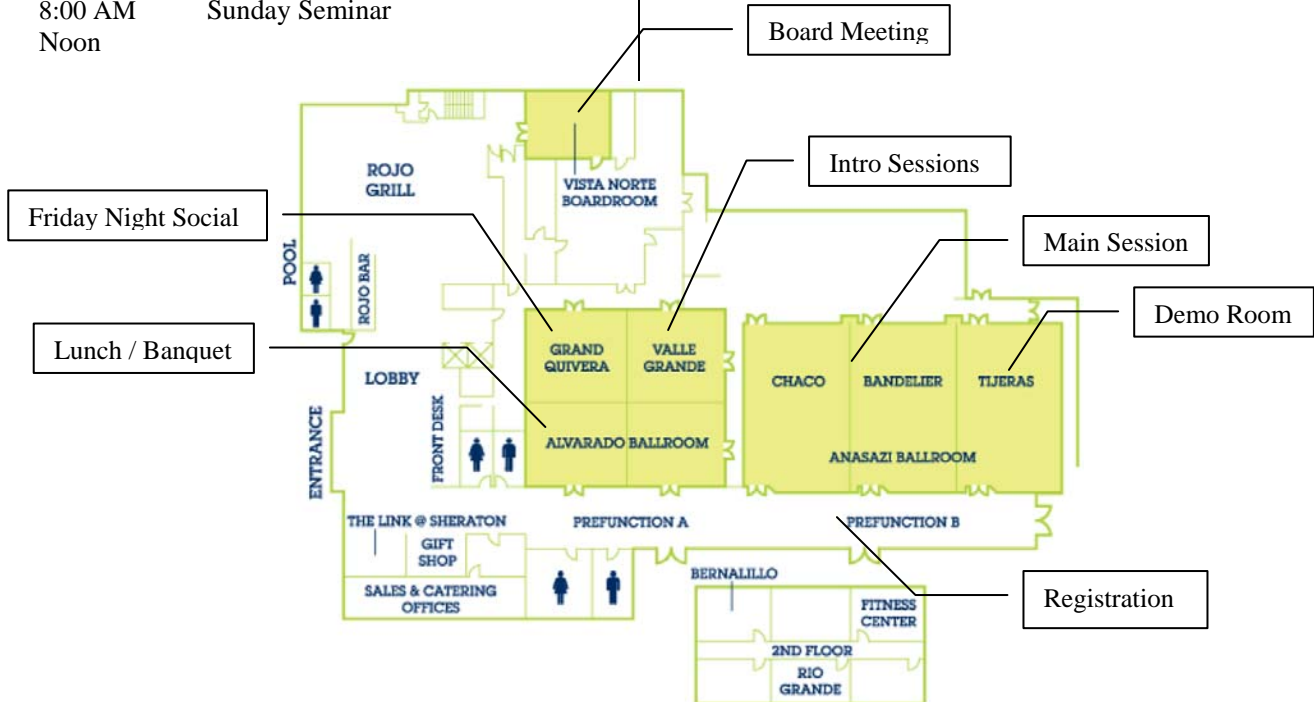 8:00 AM Sunday Seminar
Noon
Board Meeting
Intro Sessions
Friday Night Social
Main Session
Demo Room
Lunch / Banquet
Registration
ROJO
GRILL
VISTA NORTE
BOARDROOM
POOL
ROJO BAR
GRAND
QUIVERA
VALLE
GRANDE
CHACO
BANDELIER
TIJERAS
LOBBY
ENTRANCE
FRONT DESK
ALVARADO BALLROOM
ANASAZI BALLROOM
THE LINK @ SHERATON
PREFUNCTION A
PREFUNCTION B
GIFT
SHOP
SALES & CATERING
OFFICES
BERNALILLO
FITNESS
CENTER
2ND FLOOR
RIO
GRANDE